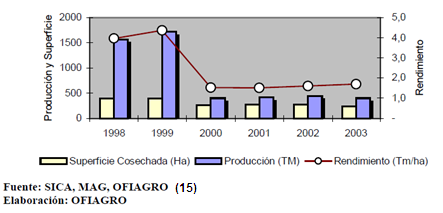 Producción y Superficie
2000
1500
1000
500
0
5,0
4,0
3,0
2,0
1,0
-
Rendimiento
1998 1999 2000 2001 2002 2003
Superficie Cosechada (Ha) Producción (TM) Rendimiento (Tm/ha)
Fuente: SICA, MAG, OFIAGRO (15)
Elaboración: OFIAGRO